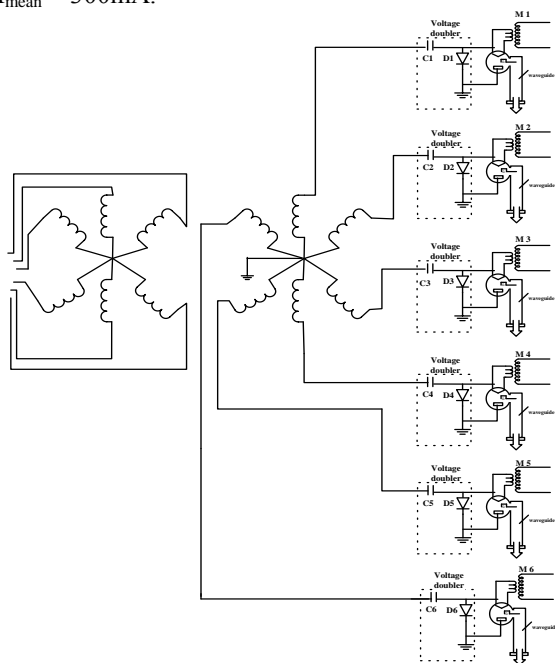 Imean = 300mA.
M 1
Voltage
doubler
C1 D1
waveguide
M 2
Voltage
doubler
C2 D2
waveguide
M 3
Voltage
doubler
C3 D3
waveguide
M 4
Voltage
doubler
C4 D4
waveguide
M 5
Voltage
doubler
C5 D5
waveguide
M 6
Voltage
doubler
C6 D6
waveguide